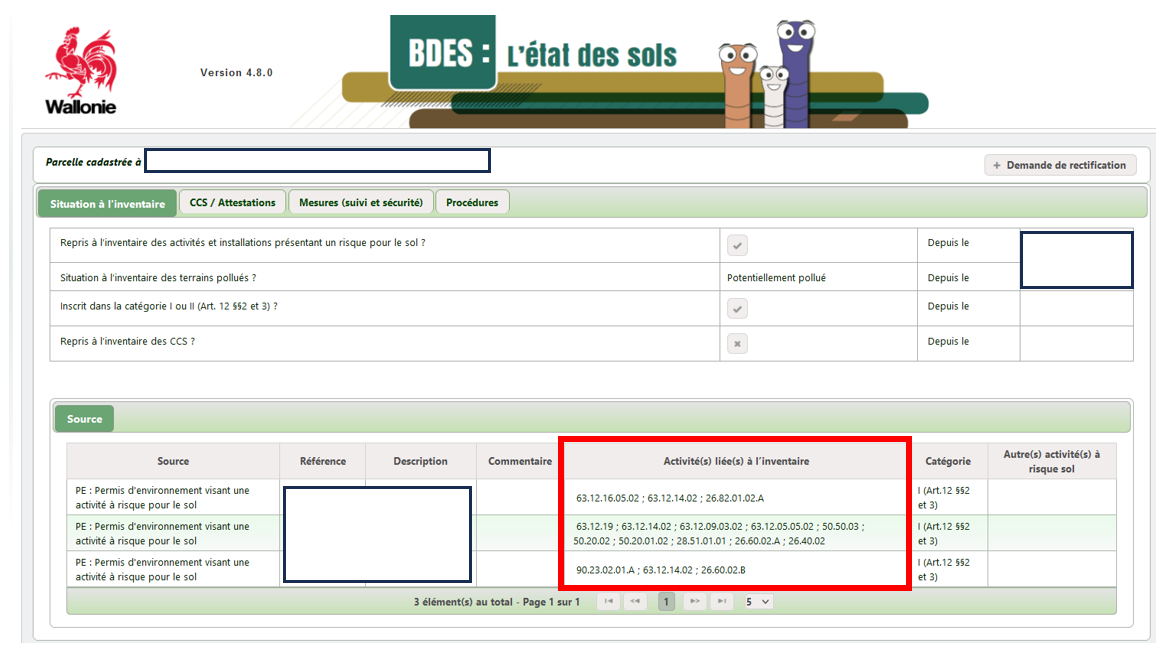 BDES : L'état des sols
Version 4.8.0
Wallonie
Parcelle cadastrée à
+ Demande de rectification
Situation à l'inventaire
CCS / Attestations
Mesures (suivi et sécurité)
Procédures
Repris à l'inventaire des activités et installations présentant un risque pour le sol ? Depuis le
Situation à l'inventaire des terrains pollués ? Potentiellement pollué Depuis le
Inscrit dans la catégorie I ou II (Art. 12 §§2 et 3) ? Depuis le
Repris à l'inventaire des CCS ? Depuis le
Source
Source Référence Description Commentaire Activité(s) liée(s) à l'inventaire Catégorie Autre(s) activité(s) à
risque sol
PE : Permis d'environnement visant une
activité à risque pour le sol
63.12.16.05.02 ; 63.12.14.02 ; 26.82.01.02.A
I (Art.12 §§2
et 3)
PE : Permis d'environnement visant une
activité à risque pour le sol
63.12.19 ; 63.12.14.02 ; 63.12.09.03.02 ; 63.12.05.05.02 ; 50.50.03 ;
50.20.02 ; 50.20.01.02 ; 28.51.01.01 ; 26.60.02.A ; 26.40.02
I (Art.12 §§2
et 3)
PE : Permis d'environnement visant une
activité à risque pour le sol
90.23.02.01.A ; 63.12.14.02 ; 26.60.02.B
I (Art.12 §§2
et 3)
3 élément(s) au total - Page 1 sur 1
1
5